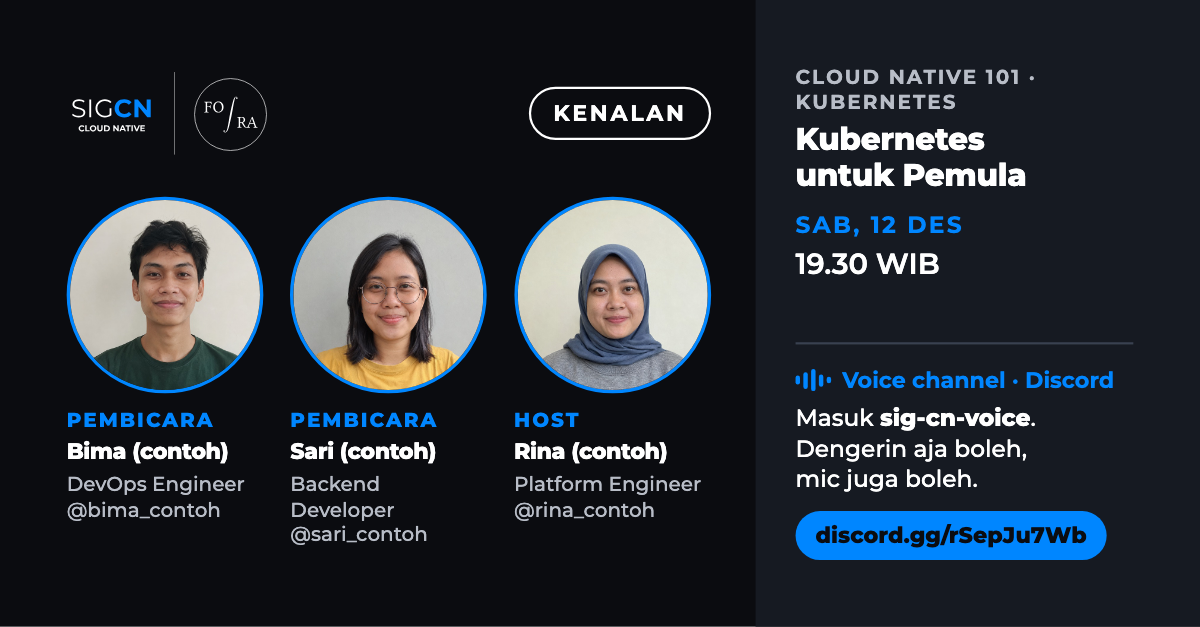 SIGCN
CLOUD NATIVE
FO
RA
KENALAN
PEMBICARA
Bima (contoh)
DevOps Engineer
@bima_contoh
PEMBICARA
Sari (contoh)
Backend
Developer
@sari_contoh
HOST
Rina (contoh)
Platform Engineer
@rina_contoh
CLOUD NATIVE 101 ·
KUBERNETES
Kubernetes
untuk Pemula
SAB, 12 DES
19.30 WIB
Voice channel · Discord
Masuk sig-cn-voice.
Dengerin aja boleh,
mic juga boleh.
discord.gg/rSepJu7Wb